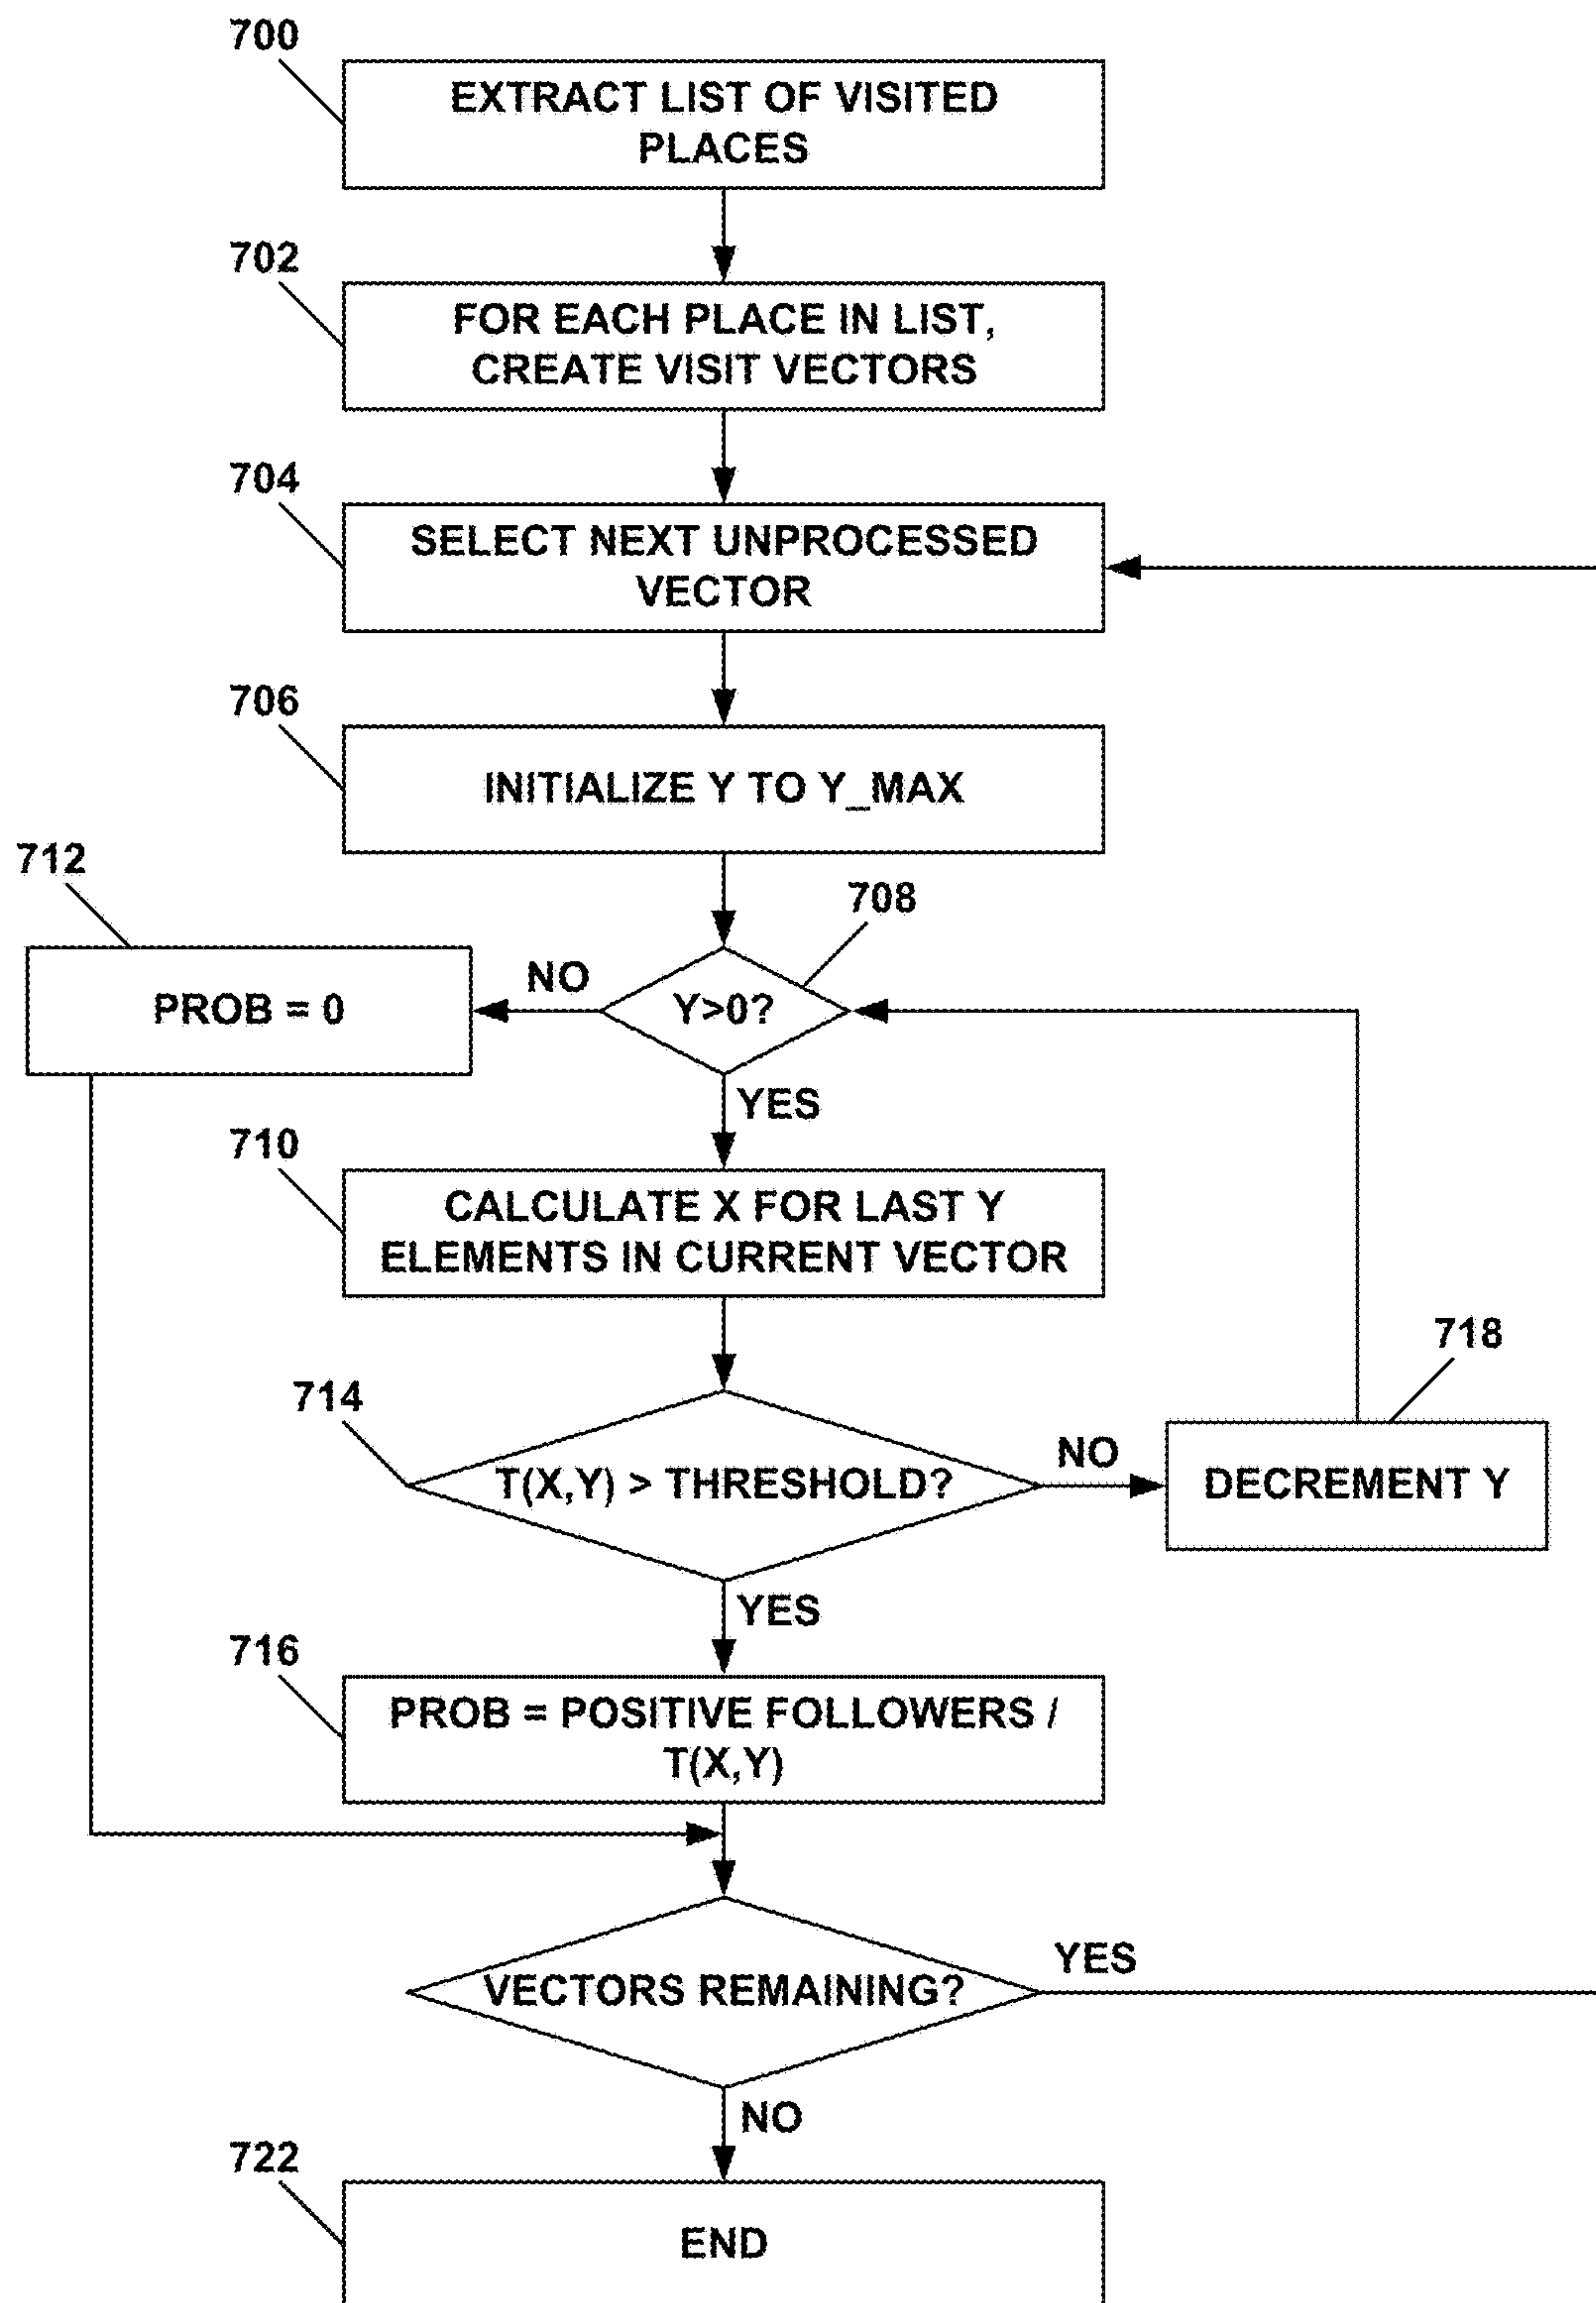 700
EXTRACT LIST OF VISITED
PLACES
702
FOR EACH PLACE IN LIST,
CREATE VISIT VECTORS
704
SELECT NEXT UNPROCESSED
VECTOR
706
INITIALIZE Y TO Y_MAX
712
708
PROB = 0
NO
Y>0?
YES
710
CALCULATE X FOR LAST Y
ELEMENTS IN CURRENT VECTOR
718
714
T(X,Y) > THRESHOLD?
NO
DECREMENT Y
YES
716
PROB = POSITIVE FOLLOWERS /
T(X,Y)
VECTORS REMAINING?
YES
NO
722
END